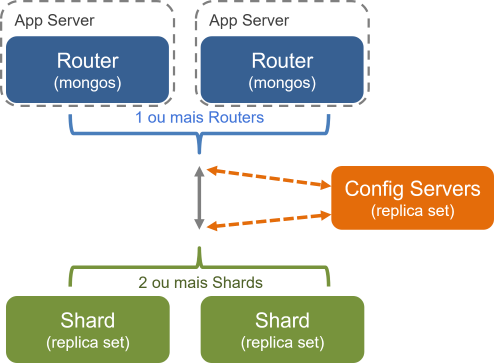 App Server
App Server
Router
(mongos)
Router
(mongos)
1 ou mais Routers
Config Servers
(replica set)
2 ou mais Shards
Shard
(replica set)
Shard
(replica set)